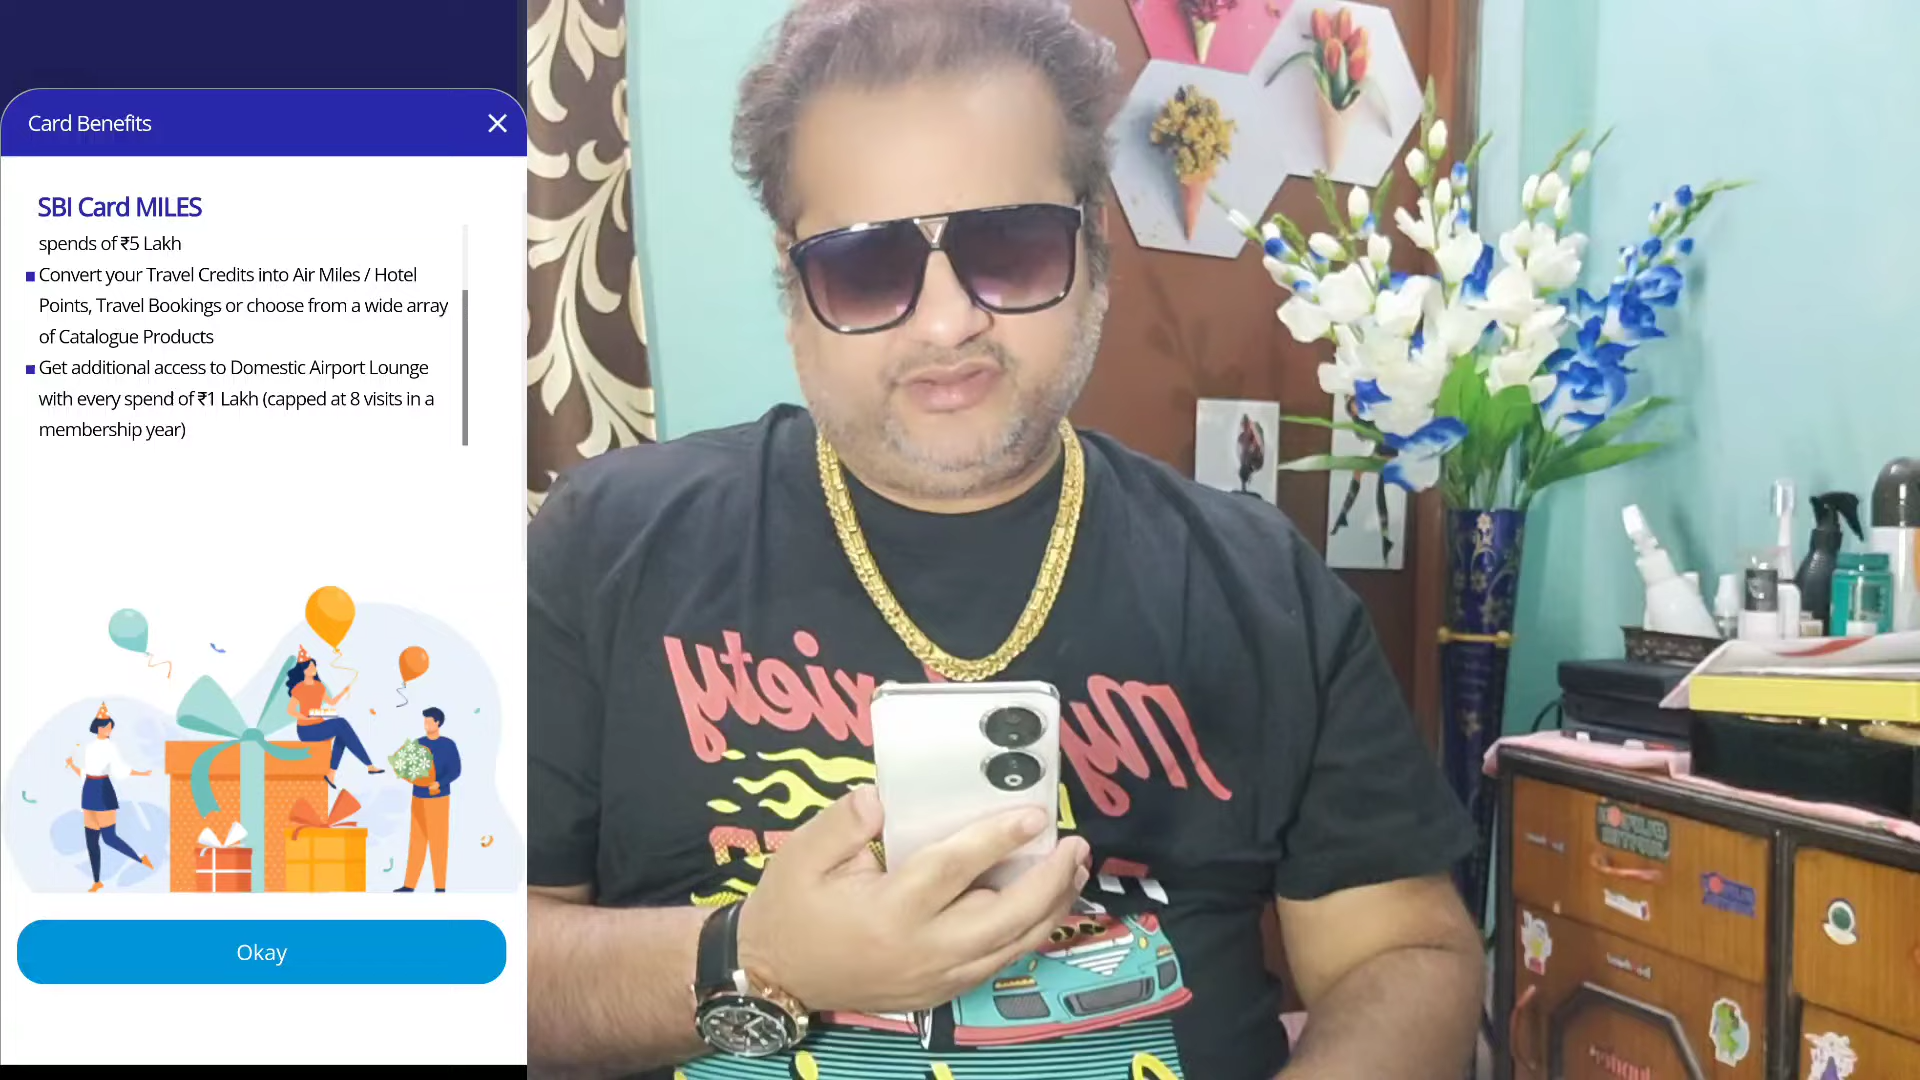 Card Benefits
SBI Card MILES
spends of ₹5 Lakh
Convert your Travel Credits into Air Miles / Hotel
Points, Travel Bookings or choose from a wide array
of Catalogue Products
Get additional access to Domestic Airport Lounge
with every spend of ₹1 Lakh (capped at 8 visits in a
membership year)
Okay
My